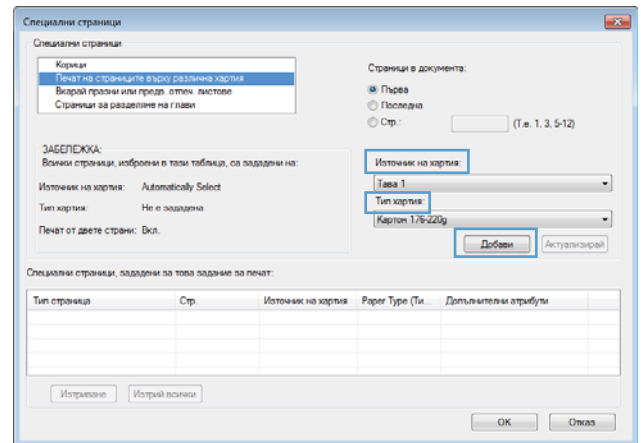 Специални страници
Специални страници
Корици
Печат на страниците върху различна хартия
Вкарай празни или предв. отпеч. листове
Страници за разделяне на глави
Страници в документа:
Първа
Последна
Стр.:
(Т.е. 1, 3, 5-12)
ЗАБЕЛЕЖКА:
Всички страници, изброени в тази таблица, са зададени на:
Източник на хартия: Automatically Select
Тип хартия: Не е зададена
Печат от двете страни: Вкл.
Източник на хартия:
Тава 1
Тип хартия:
Картон 176-220g
Добави
Актуализирай
Специални страници, зададени за това задание за печат:
Тип страница Стр. Източник на хартия Paper Type (Ти... Допълнителни атрибути
Изтриване Изтрий всички
OK Отказ